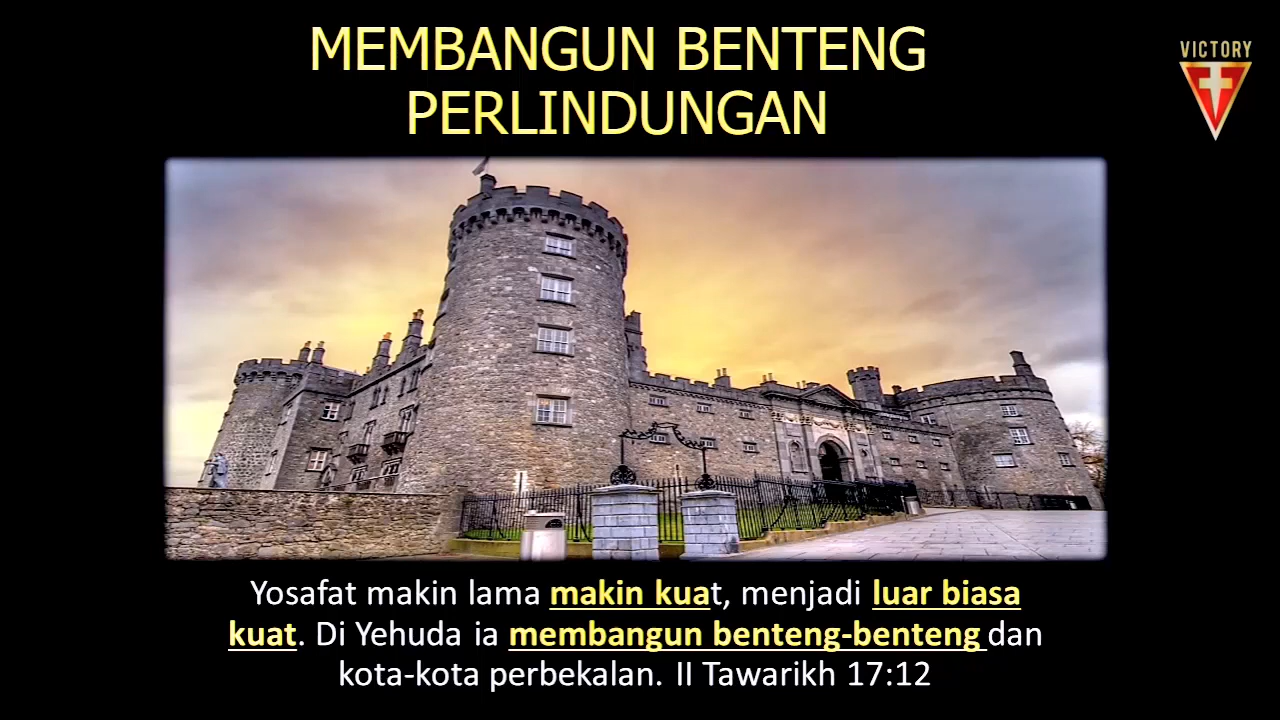 MEMBANGUN BENTENG
PERLINDUNGAN
VICTORY
Yosafat makin lama makin kuat, menjadi luar biasa
kuat. Di Yehuda ia membangun benteng-benteng dan
kota-kota perbekalan. II Tawarikh 17:12